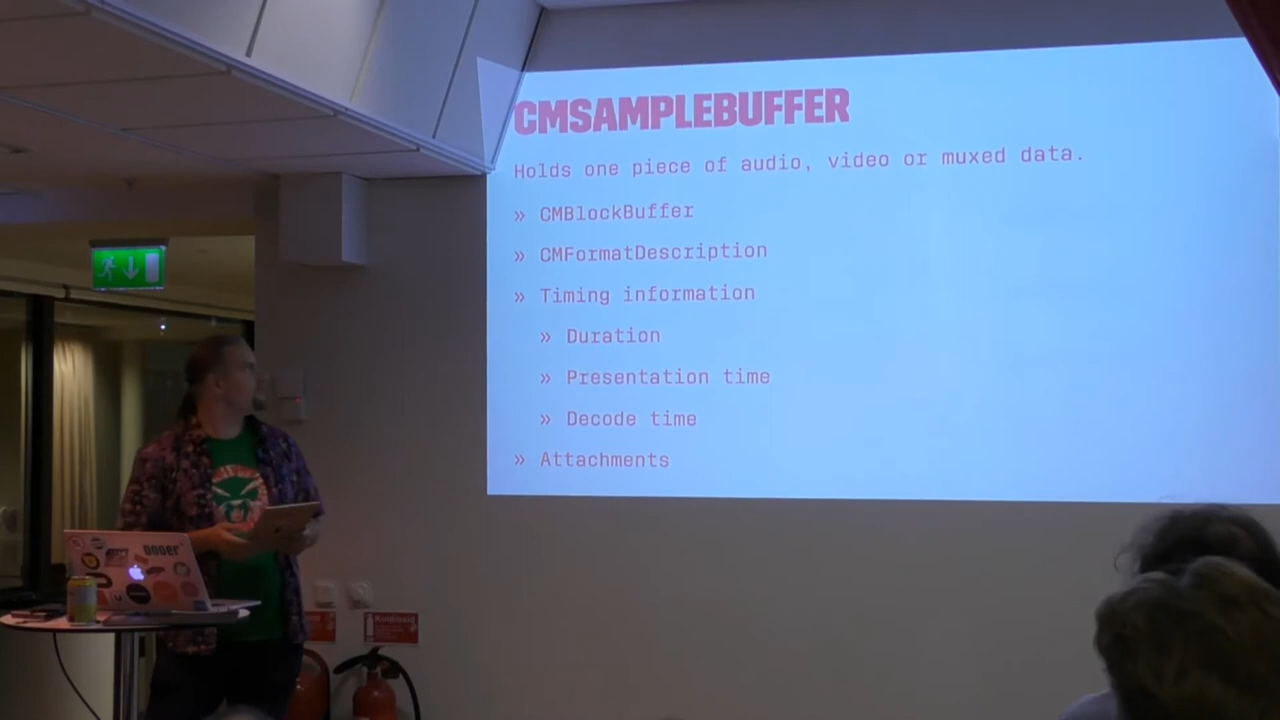 CMSAMPLEBUFFER
Holds one piece of audio, video or muxed data.
» CMBlockBuffer
» CMFormatDescription
» Timing information
» Duration
» Presentation time
» Decode time
» Attachments
Koldioxid